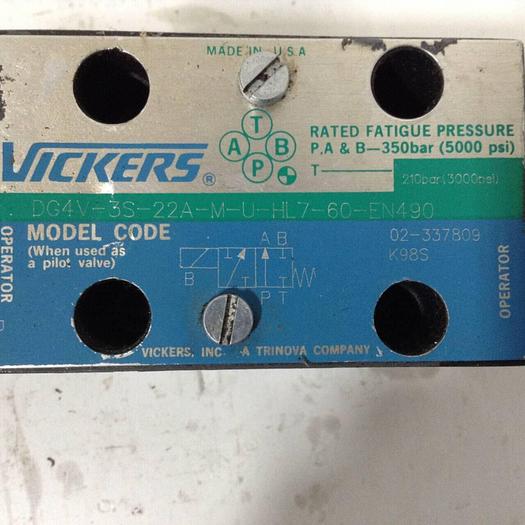 MADE IN U.S.A
VICKERS®
T
A B
P
RATED FATIGUE PRESSURE
P.A & B—350bar (5000 psi)
T
210bar(3000psi)
DG4V-3S-22A-M-U-HL7-60-EN490
MODEL CODE
(When used as
a pilot valve)
02-337809
K98S
A B
B
P T
OPERATOR
OPERATOR
VICKERS, INC. A TRINOVA COMPANY